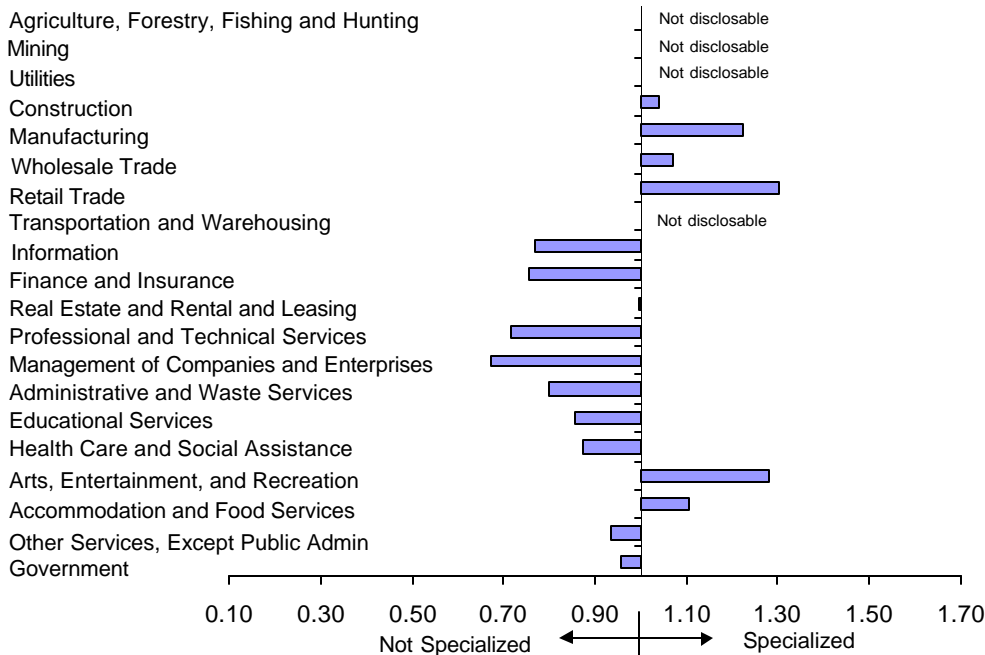 Agriculture, Forestry, Fishing and Hunting Not disclosable
Mining Not disclosable
Utilities Not disclosable
Construction
Manufacturing
Wholesale Trade
Retail Trade
Transportation and Warehousing Not disclosable
Information
Finance and Insurance
Real Estate and Rental and Leasing
Professional and Technical Services
Management of Companies and Enterprises
Administrative and Waste Services
Educational Services
Health Care and Social Assistance
Arts, Entertainment, and Recreation
Accommodation and Food Services
Other Services, Except Public Admin
Government
0.10 0.30 0.50 0.70 0.90 1.10 1.30 1.50 1.70
Not Specialized Specialized